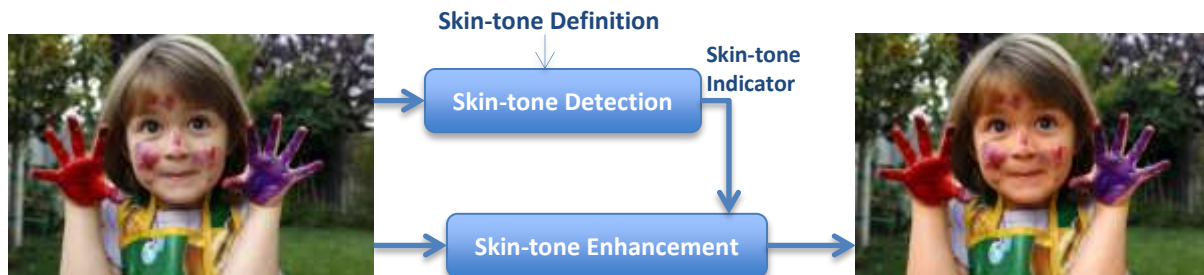 Skin-tone Definition
Skin-tone Detection
Skin-tone
Indicator
Skin-tone Enhancement